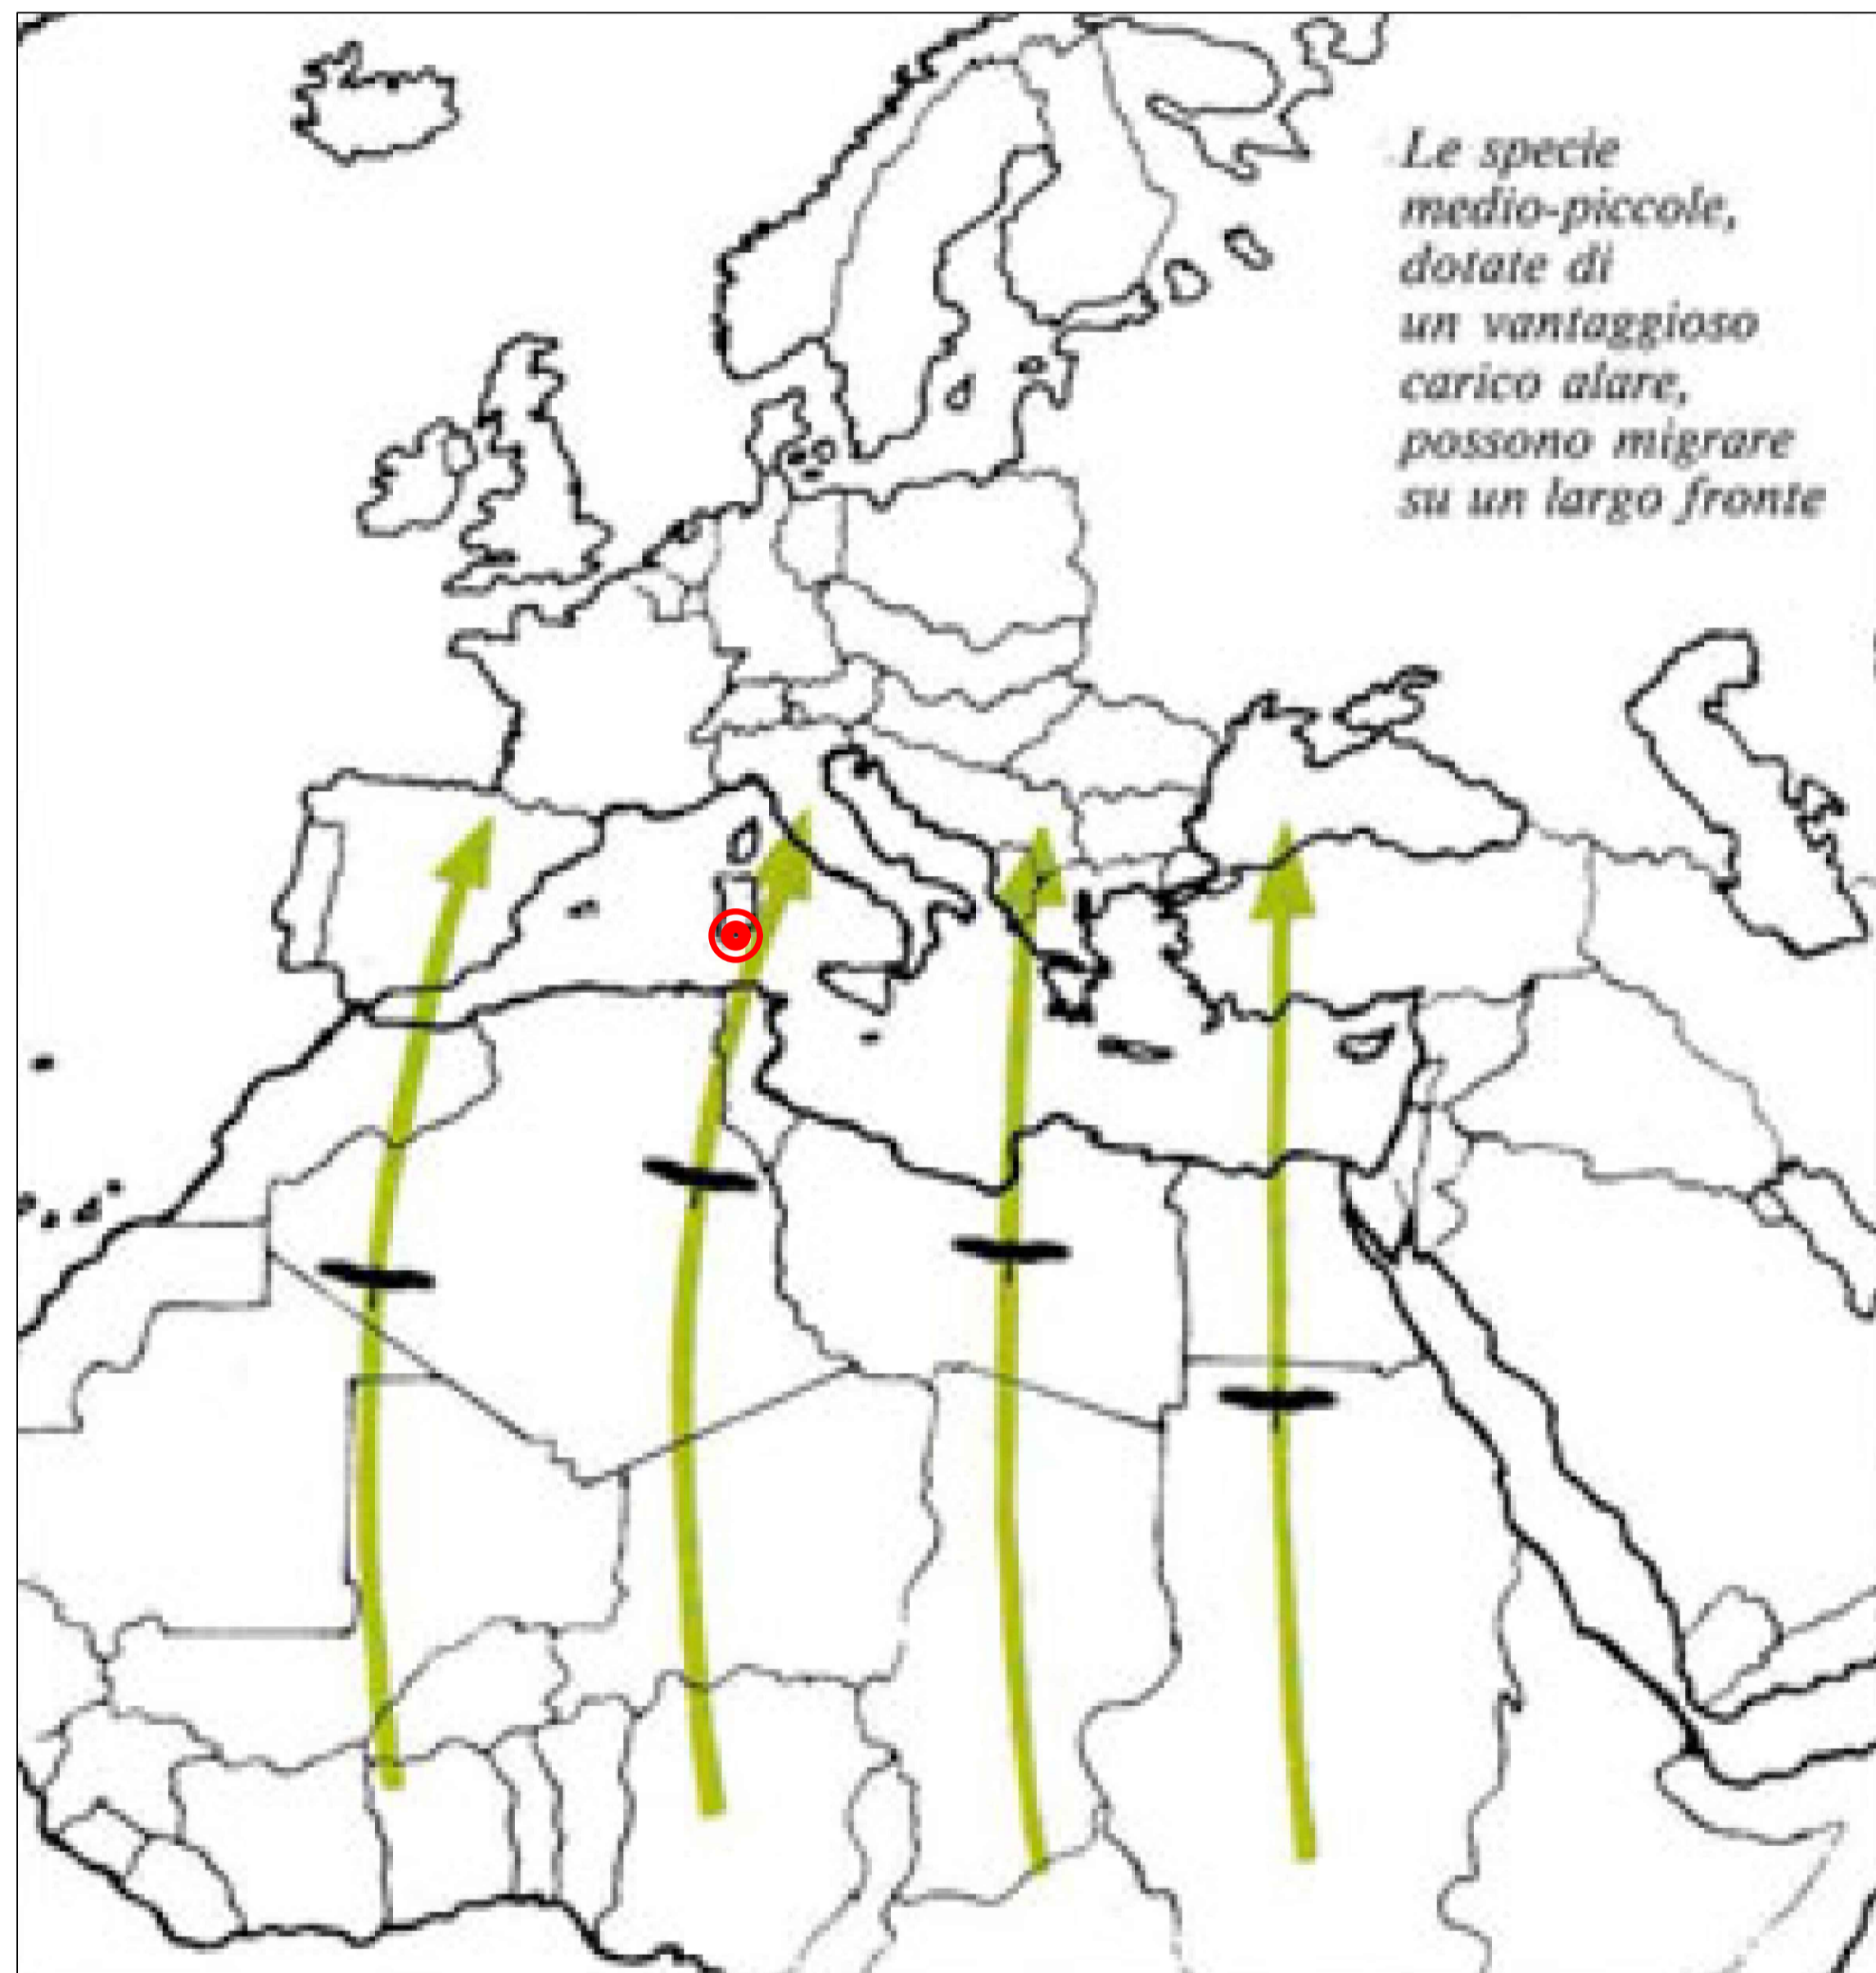 Le specie
medio-piccole,
dotate di
un vantaggioso
carico alare,
possono migrare
su un largo fronte